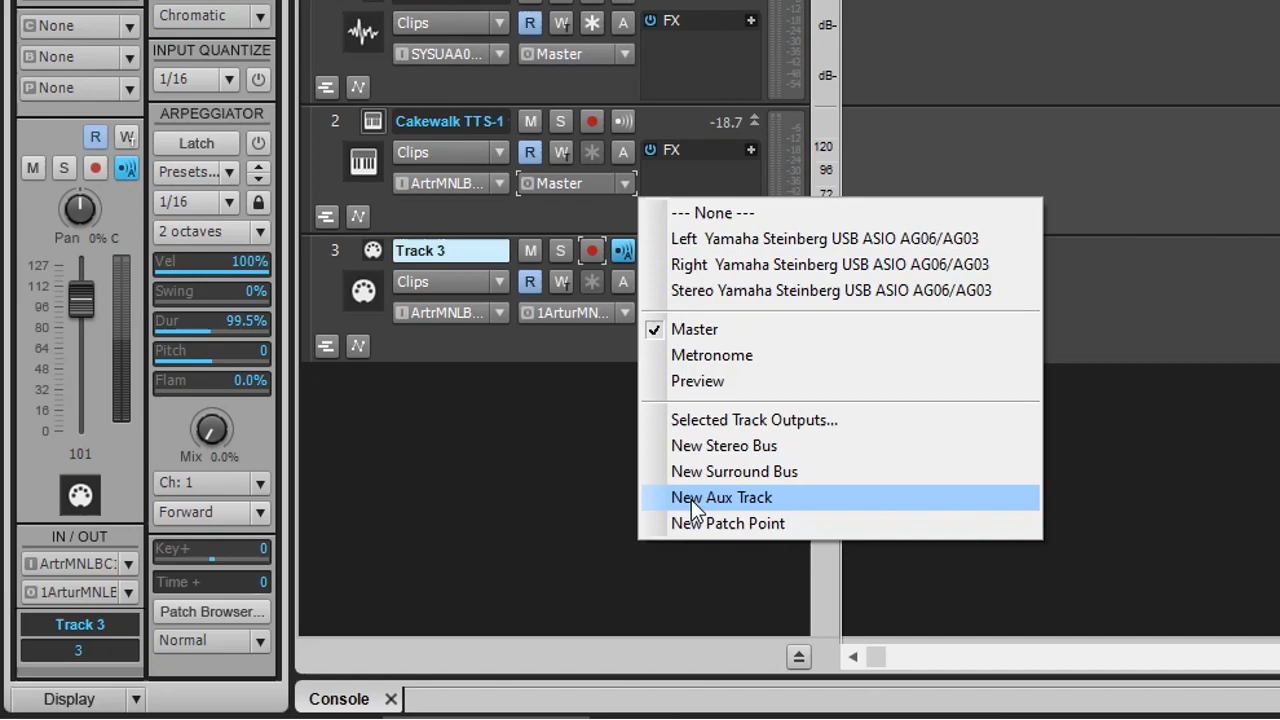 None
None
None
R W
M S
Pan 0% C
127
112
96
80
64
48
32
16
0
101
IN / OUT
ArtrMNLBC:
1ArturMNLE
Track 3
3
Display
Chromatic
INPUT QUANTIZE
1/16
ARPEGGIATOR
Latch
Presets...
1/16
2 octaves
Vel 100%
Swing 0%
Dur 99.5%
Pitch 0
Flam 0.0%
Mix 0.0%
Ch: 1
Forward
Key+ 0
Time + 0
Patch Browser...
Normal
Clips R W A
SYSUAA0... Master
FX
2 Cakewalk TTS-1 M S -18.7
Clips R W A FX
ArtrMNLB... Master
3 Track 3 M S
Clips R W A
ArtrMNLB... 1ArturMN...
dB-
dB-
120
96
72
--- None ---
Left Yamaha Steinberg USB ASIO AG06/AG03
Right Yamaha Steinberg USB ASIO AG06/AG03
Stereo Yamaha Steinberg USB ASIO AG06/AG03
Master
Metronome
Preview
Selected Track Outputs...
New Stereo Bus
New Surround Bus
New Aux Track
New Patch Point
Console